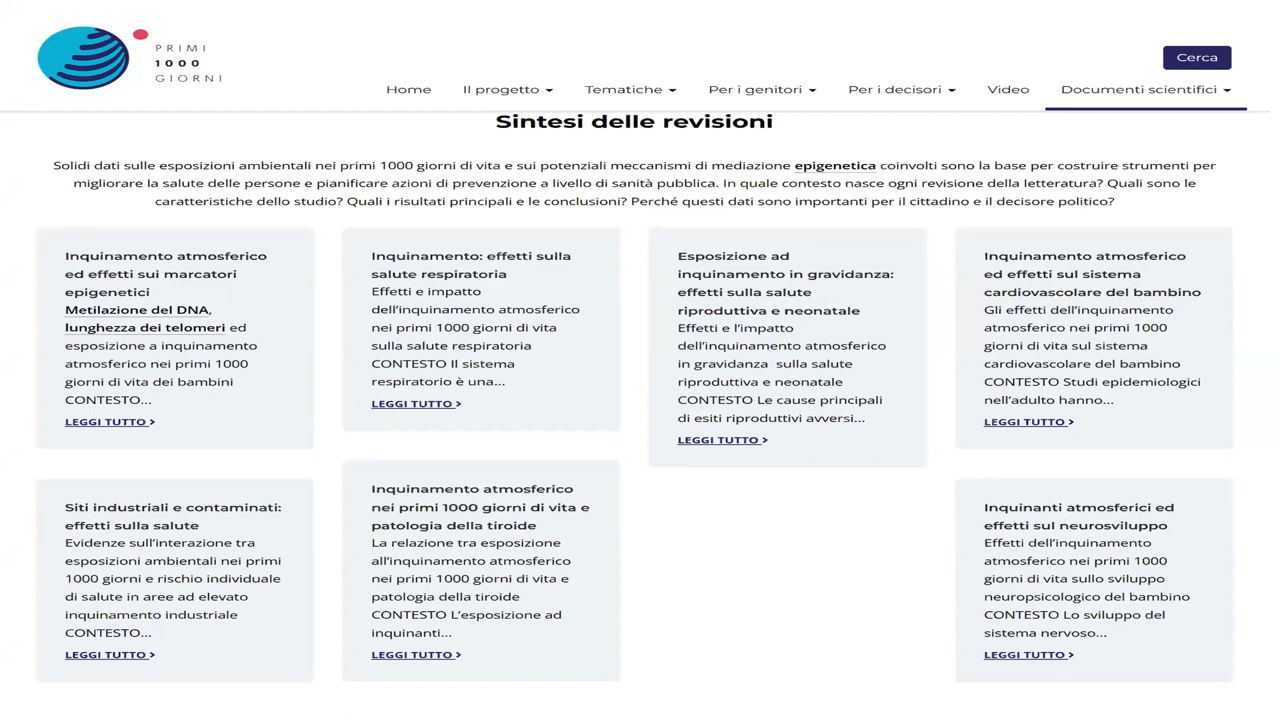 PRIMI
1000
GIORNI
Cerca
Home
Il progetto
Tematiche
Per i genitori
Per i decisori
Video
Documenti scientifici
Sintesi delle revisioni
Solidi dati sulle esposizioni ambientali nei primi 1000 giorni di vita e sui potenziali meccanismi di mediazione epigenetica coinvolti sono la base per costruire strumenti per
migliorare la salute delle persone e pianificare azioni di prevenzione a livello di sanità pubblica. In quale contesto nasce ogni revisione della letteratura? Quali sono le
caratteristiche dello studio? Quali i risultati principali e le conclusioni? Perché questi dati sono importanti per il cittadino e il decisore politico?
Inquinamento atmosferico
ed effetti sui marcatori
epigenetici
Metilazione del DNA,
lunghezza dei telomeri ed
esposizione a inquinamento
atmosferico nei primi 1000
giorni di vita dei bambini
CONTESTO...
LEGGI TUTTO >
Inquinamento: effetti sulla
salute respiratoria
Effetti e impatto
dell'inquinamento atmosferico
nei primi 1000 giorni di vita
sulla salute respiratoria
CONTESTO Il sistema
respiratorio è una...
LEGGI TUTTO >
Esposizione ad
inquinamento in gravidanza:
effetti sulla salute
riproduttiva e neonatale
Effetti e l'impatto
dell'inquinamento atmosferico
in gravidanza sulla salute
riproduttiva e neonatale
CONTESTO Le cause principali
di esiti riproduttivi avversi...
LEGGI TUTTO >
Inquinamento atmosferico
ed effetti sul sistema
cardiovascolare del bambino
Gli effetti dell'inquinamento
atmosferico nei primi 1000
giorni di vita sul sistema
cardiovascolare del bambino
CONTESTO Studi epidemiologici
nell'adulto hanno...
LEGGI TUTTO >
Siti industriali e contaminati:
effetti sulla salute
Evidenze sull'interazione tra
esposizioni ambientali nei primi
1000 giorni e rischio individuale
di salute in aree ad elevato
inquinamento industriale
CONTESTO...
LEGGI TUTTO >
Inquinamento atmosferico
nei primi 1000 giorni di vita e
patologia della tiroide
La relazione tra esposizione
all'inquinamento atmosferico
nei primi 1000 giorni di vita e
patologia della tiroide
CONTESTO L'esposizione ad
inquinanti...
LEGGI TUTTO >
Inquinanti atmosferici ed
effetti sul neurosviluppo
Effetti dell'inquinamento
atmosferico nei primi 1000
giorni di vita sullo sviluppo
neuropsicologico del bambino
CONTESTO Lo sviluppo del
sistema nervoso...
LEGGI TUTTO >